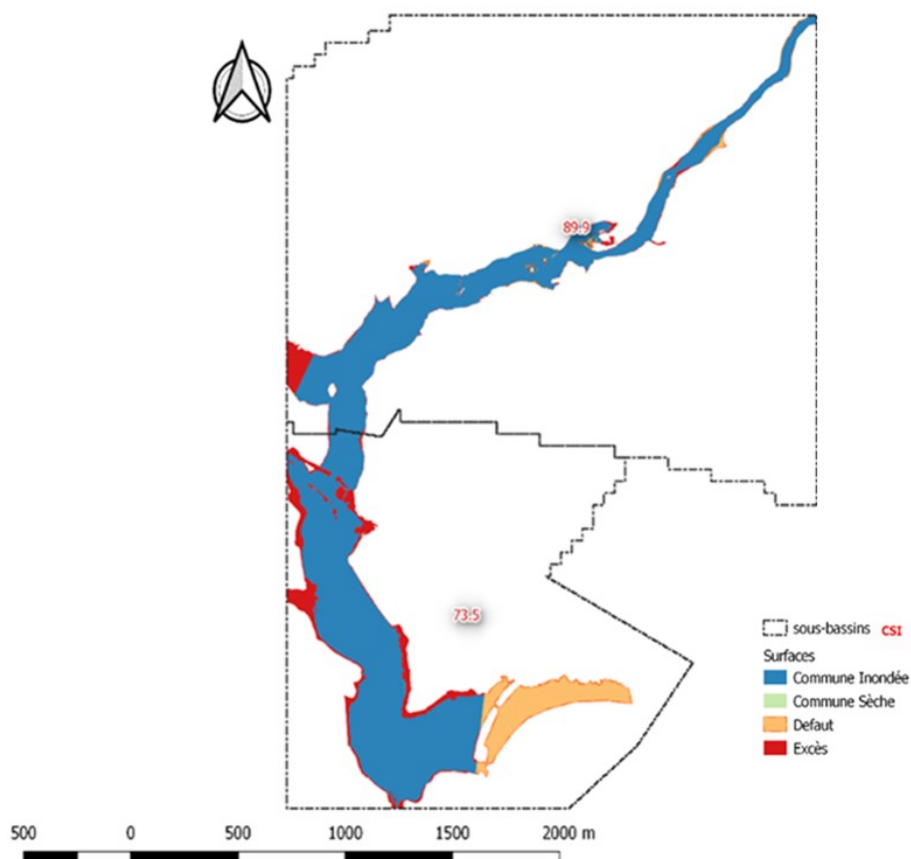 89.9
73.5
sous-bassins CSI
Surfaces
Commune Inondée
Commune Sèche
Defaut
Excès
500 0 500 1000 1500 2000 m